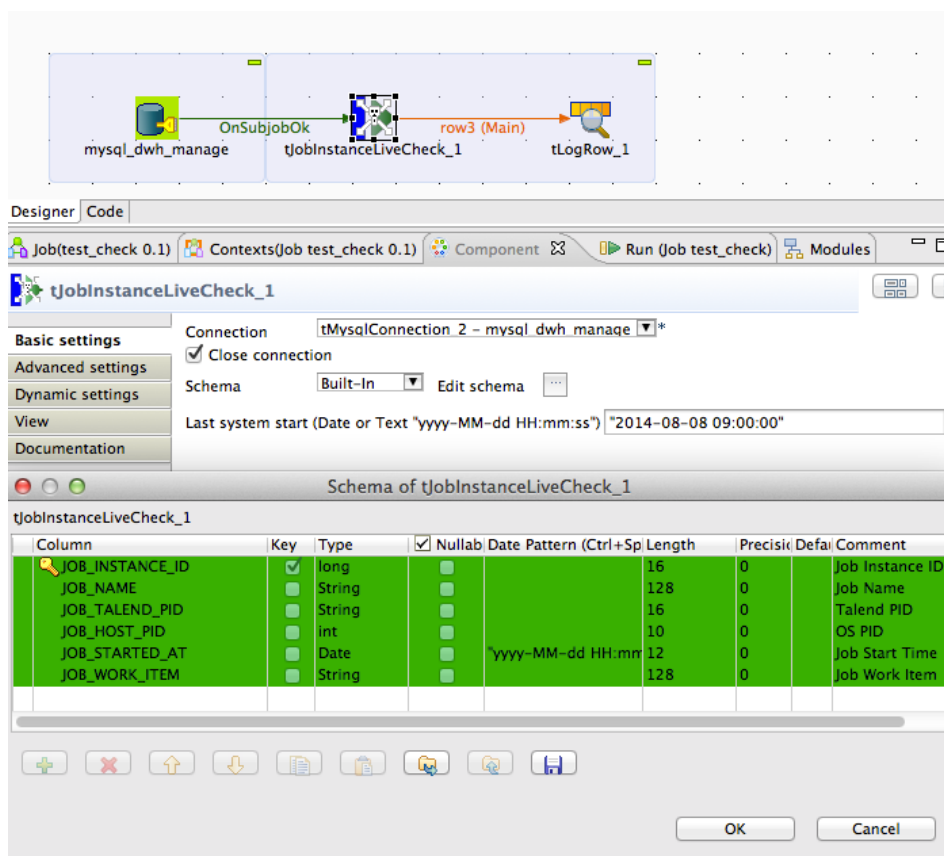 OnSubjobOk
row3 (Main)
mysql_dwh_manage
tJobInstanceLiveCheck_1
tLogRow_1
Designer
Code
Job(test_check 0.1)
Contexts(Job test_check 0.1)
Component
Run (Job test_check)
Modules
tJobInstanceLiveCheck_1
Basic settings
Advanced settings
Dynamic settings
View
Documentation
Connection
tMysqlConnection_2 - mysql_dwh_manage
*
Close connection
Schema
Built-In
Edit schema
...
Last system start (Date or Text "yyyy-MM-dd HH:mm:ss")
"2014-08-08 09:00:00"
Schema of tJobInstanceLiveCheck_1
tJobInstanceLiveCheck_1
Column Key Type Nullab Date Pattern (Ctrl+Sp Length Precisic Defau Comment
JOB_INSTANCE_ID long 16 0 Job Instance ID
JOB_NAME String 128 0 Job Name
JOB_TALEND_PID String 16 0 Talend PID
JOB_HOST_PID int 10 0 OS PID
JOB_STARTED_AT Date "yyyy-MM-dd HH:mm 12 0 Job Start Time
JOB_WORK_ITEM String 128 0 Job Work Item
OK
Cancel